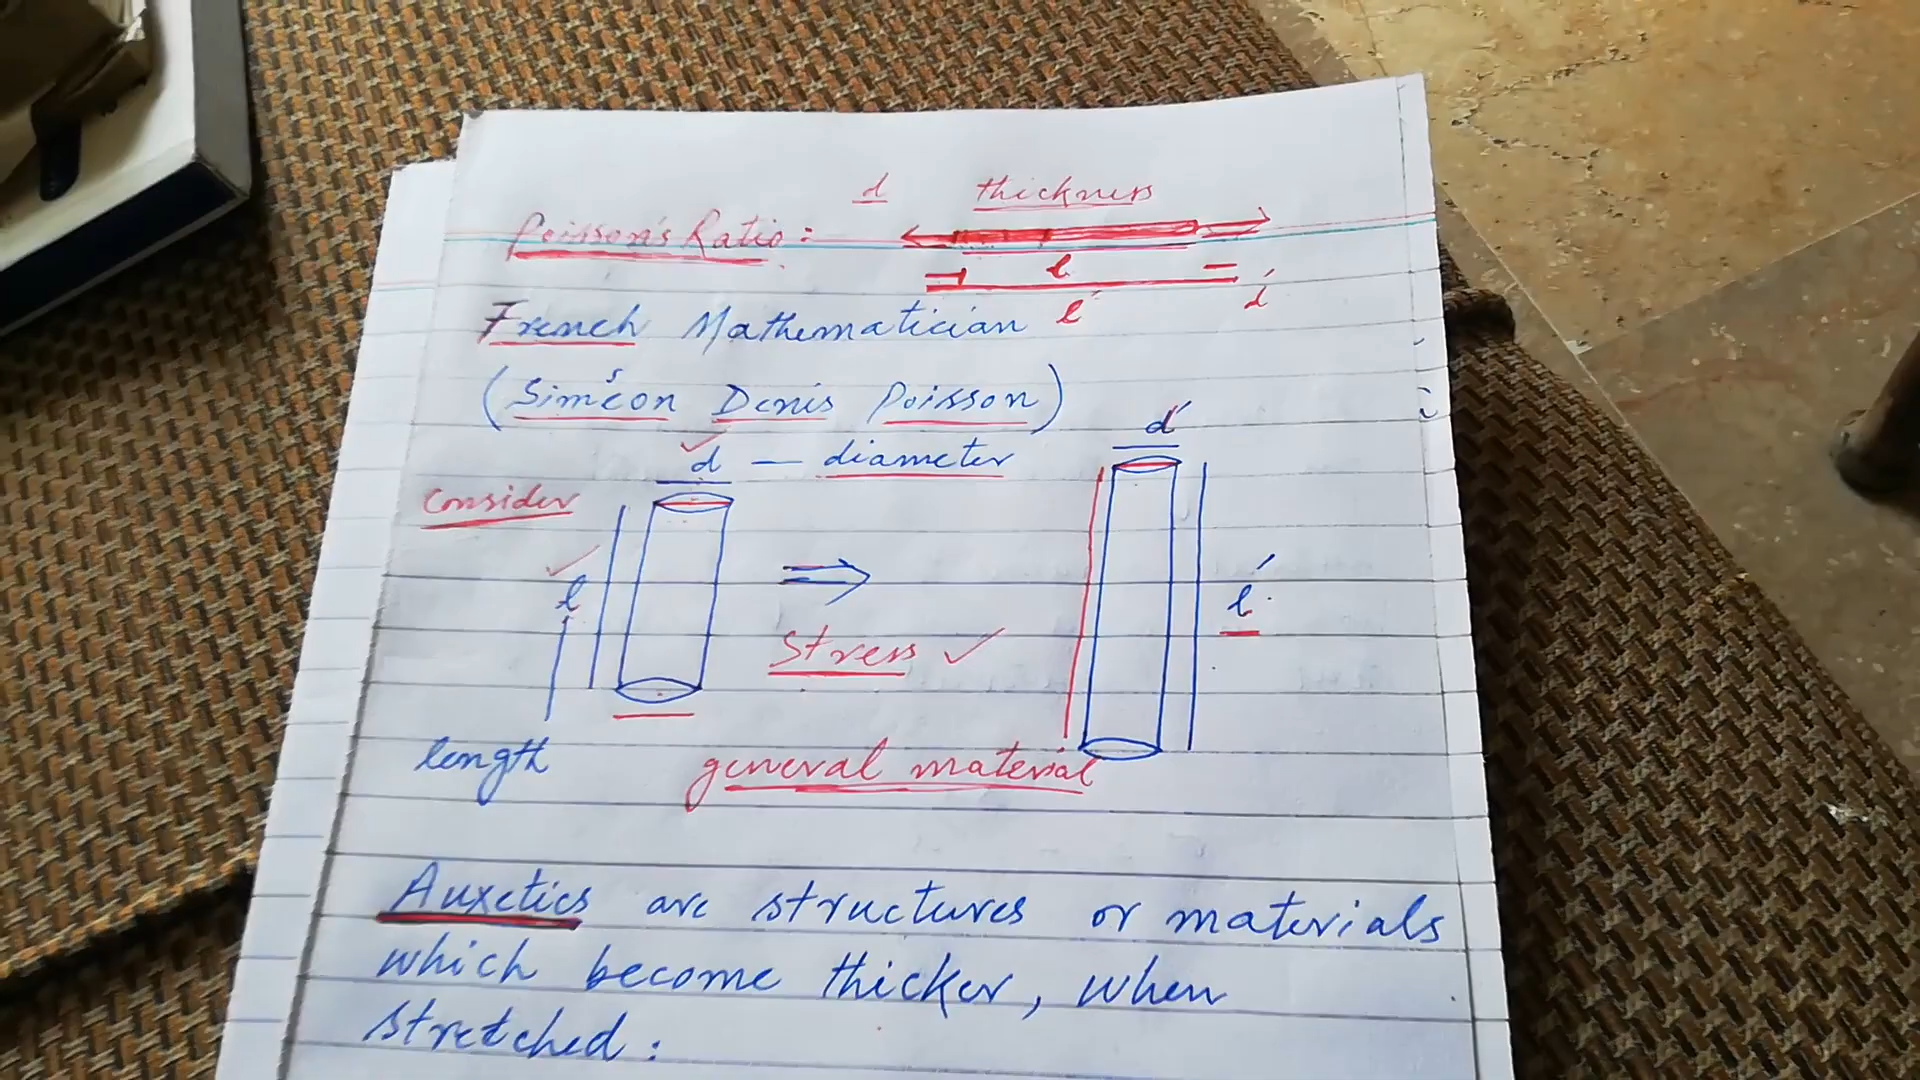 d thickness
Poisson's Ratio:
l
l' d'
French Mathematician
(Siméon Denis Poisson)
d'
d — diameter
Consider
l
l'
Stress ✓
length
general material
Auxetics are structures or materials
which become thicker, when
stretched: